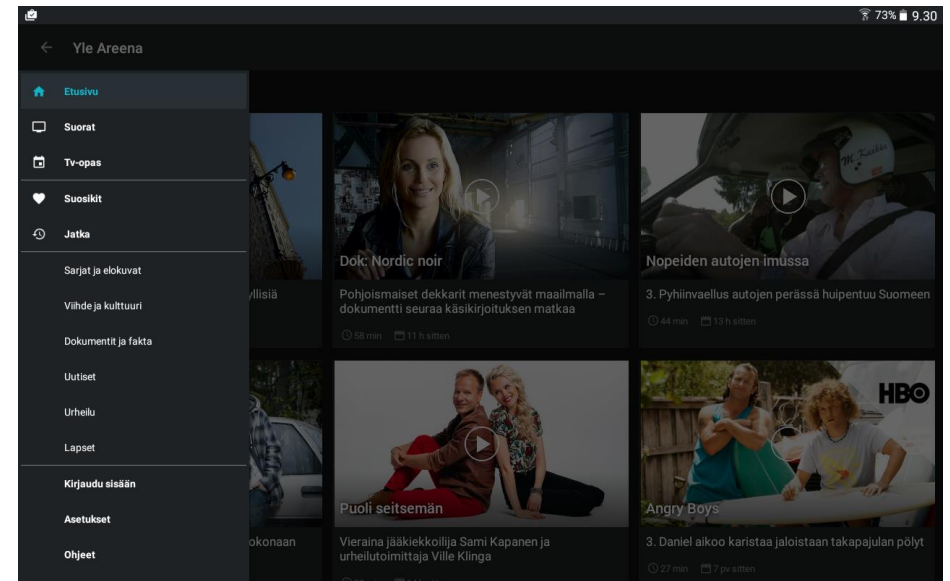 73% 9.30
Yle Areena
Etusivu
Suorat
Tv-opas
Suosikit
Jatka
Sarjat ja elokuvat
Viihde ja kulttuuri
Dokumentit ja fakta
Uutiset
Urheilu
Lapset
Kirjaudu sisään
Asetukset
Ohjeet
yllisiä
okonaan
Dok: Nordic noir
Pohjoismaiset dekkarit menestyvät maailmalla –
dokumentti seuraa käsikirjoituksen matkaa
58 min 11 h sitten
M. Kankku
Nopeiden autojen imussa
3. Pyhiinvaellus autojen perässä huipentuu Suomeen
44 min 13 h sitten
Puoli seitsemän
Vieraina jääkiekkoilija Sami Kapanen ja
urheilutoimittaja Ville Klinga
HBO
Angry Boys
3. Daniel aikoo karistaa jaloistaan takapajulan pölyt
27 min 7 pv sitten